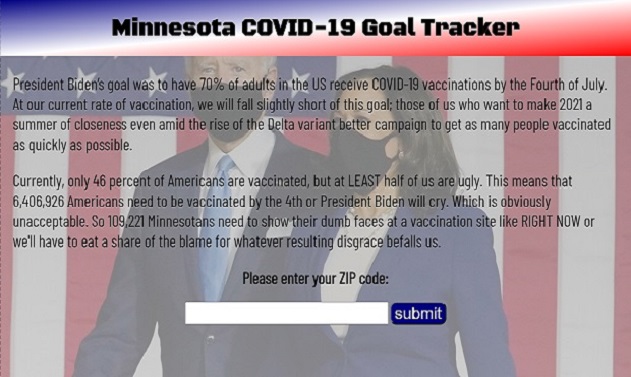 Minnesota COVID-19 Goal Tracker
President Biden's goal was to have 70% of adults in the US receive COVID-19 vaccinations by the Fourth of July.
At our current rate of vaccination, we will fall slightly short of this goal; those of us who want to make 2021 a
summer of closeness even amid the rise of the Delta variant better campaign to get as many people vaccinated
as quickly as possible.
Currently, only 46 percent of Americans are vaccinated, but at LEAST half of us are ugly. This means that
6,406,926 Americans need to be vaccinated by the 4th or President Biden will cry. Which is obviously
unacceptable. So 109,221 Minnesotans need to show their dumb faces at a vaccination site like RIGHT NOW or
we'll have to eat a share of the blame for whatever resulting disgrace befalls us.
Please enter your ZIP code:
submit